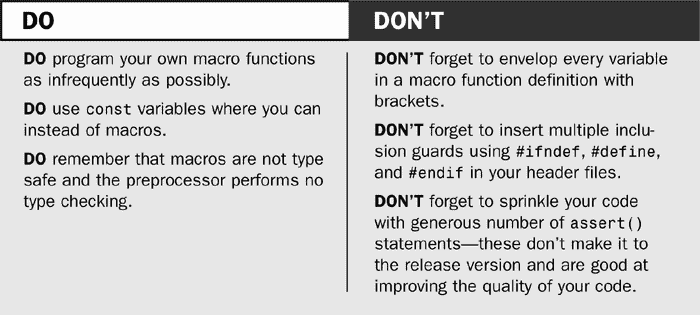 DO
DO program your own macro functions
as infrequently as possibly.
DO use const variables where you can
instead of macros.
DO remember that macros are not type
safe and the preprocessor performs no
type checking.
DON'T
DON'T forget to envelop every variable
in a macro function definition with
brackets.
DON'T forget to insert multiple inclu-
sion guards using #ifndef, #define,
and #endif in your header files.
DON'T forget to sprinkle your code
with generous number of assert()
statements—these don't make it to
the release version and are good at
improving the quality of your code.